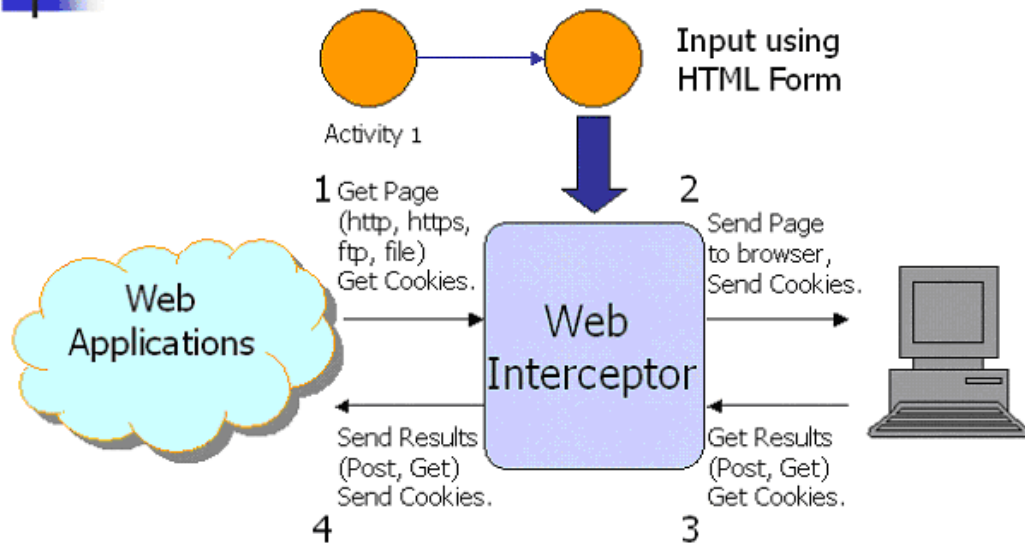 Input using
HTML Form
Activity 1
1
Get Page
(http, https,
ftp, file)
Get Cookies.
2
Send Page
to browser,
Send Cookies.
Web
Applications
Web
Interceptor
Send Results
(Post, Get)
Send Cookies.
4
Get Results
(Post, Get)
Get Cookies.
3